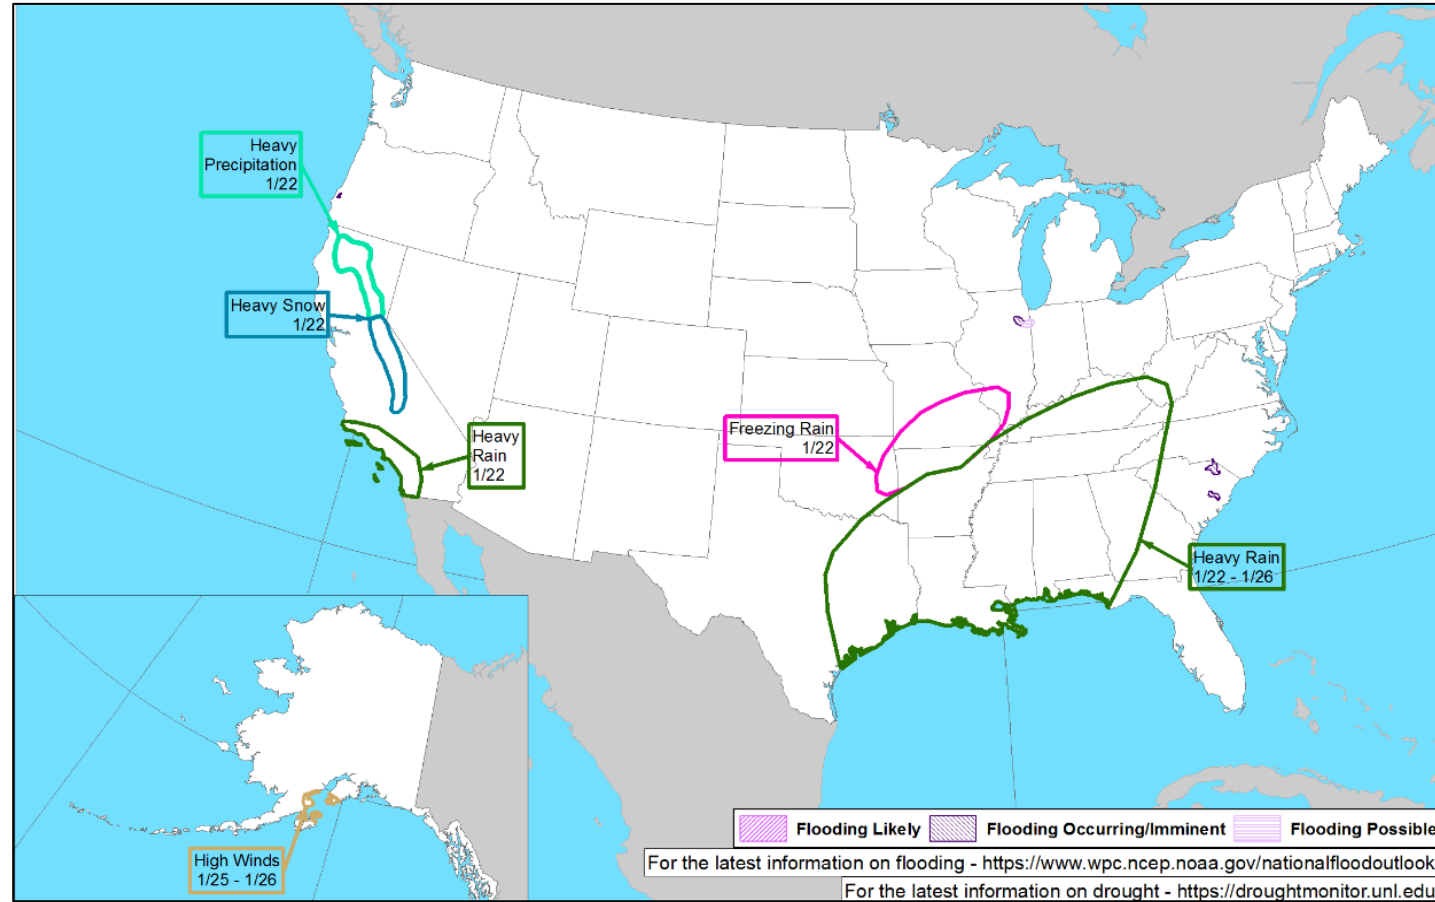 Heavy
Precipitation
1/22
Heavy Snow
1/22
Heavy
Rain
1/22
Freezing Rain
1/22
Heavy Rain
1/22 - 1/26
High Winds
1/25 - 1/26
Flooding Likely
Flooding Occurring/Imminent
Flooding Possible
For the latest information on flooding - https://www.wpc.ncep.noaa.gov/nationalfloodoutlook
For the latest information on drought - https://droughtmonitor.unl.edu